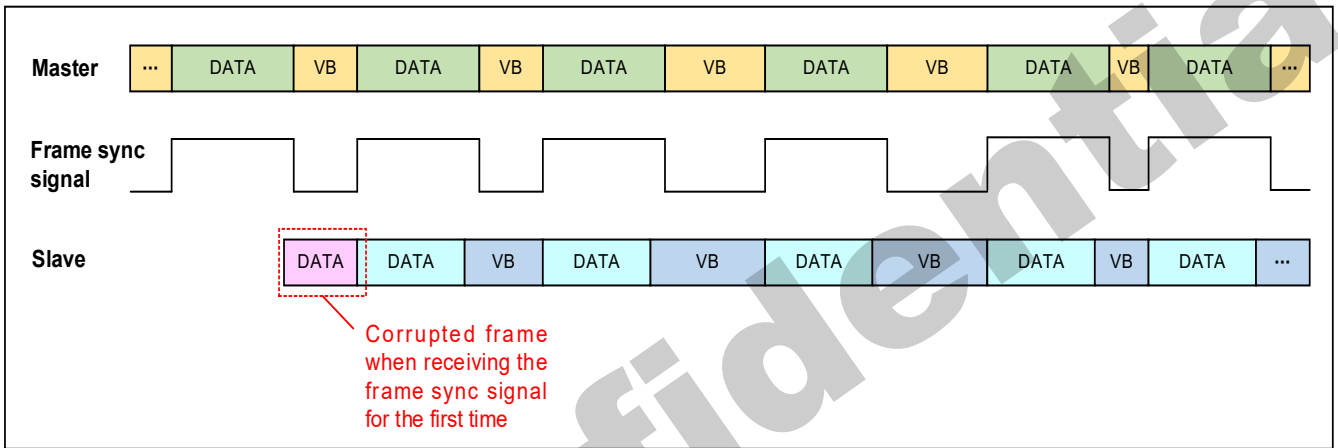 Master ... DATA VB DATA VB DATA VB DATA VB DATA VB DATA ...
Frame sync
signal
Slave DATA DATA VB DATA VB DATA VB DATA VB DATA ...
Corrupted frame
when receiving the
frame sync signal
for the first time
fidentia